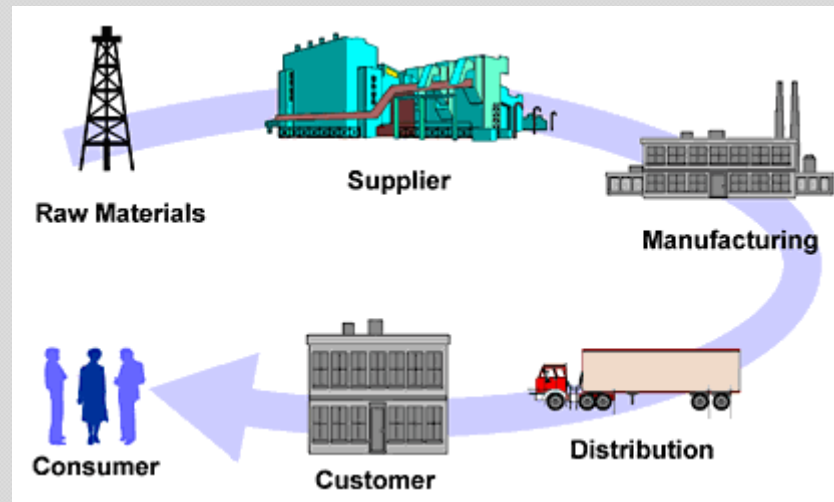 Raw Materials
Supplier
Manufacturing
Distribution
Customer
Consumer